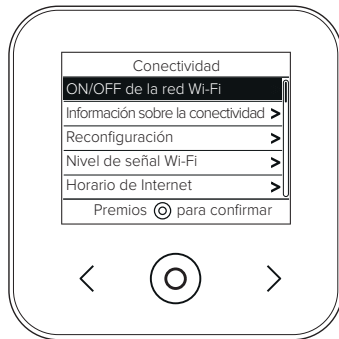 Conectividad
ON/OFF de la red Wi-Fi
Información sobre la conectividad >
Reconfiguración >
Nivel de señal Wi-Fi >
Horario de Internet >
Premios ◎ para confirmar